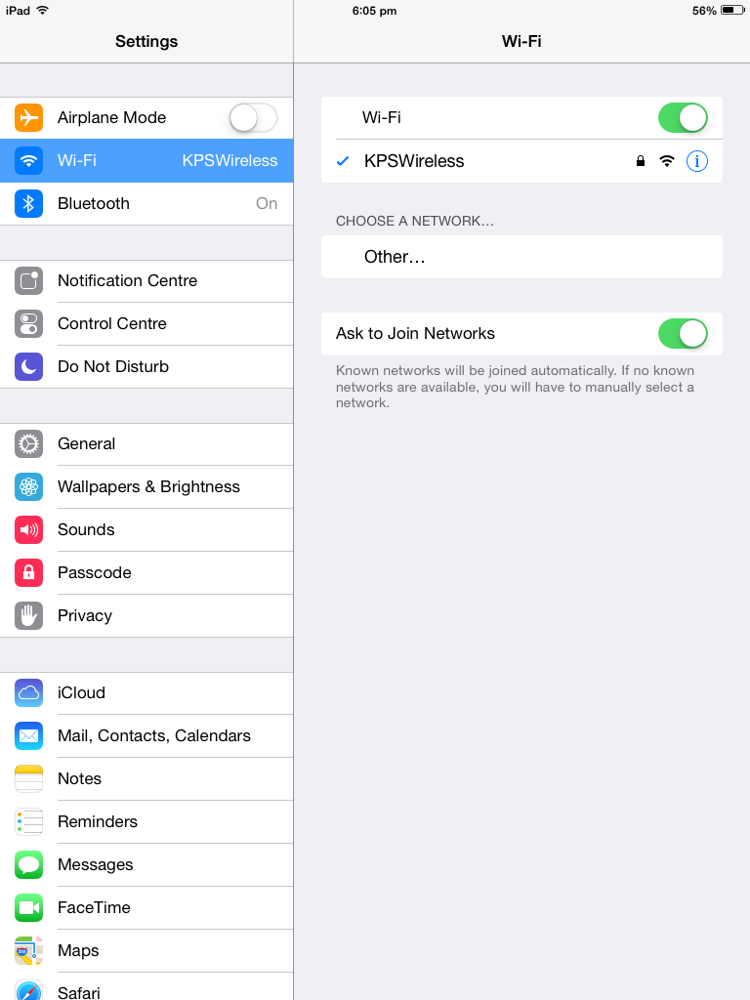 iPad
6:05 pm
56%
Settings
Wi-Fi
Airplane Mode
Wi-Fi KPSWireless
Bluetooth On
Notification Centre
Control Centre
Do Not Disturb
General
Wallpapers & Brightness
Sounds
Passcode
Privacy
iCloud
Mail, Contacts, Calendars
Notes
Reminders
Messages
FaceTime
Maps
Safari
Wi-Fi
KPSWireless
CHOOSE A NETWORK…
Other…
Ask to Join Networks
Known networks will be joined automatically. If no known
networks are available, you will have to manually select a
network.